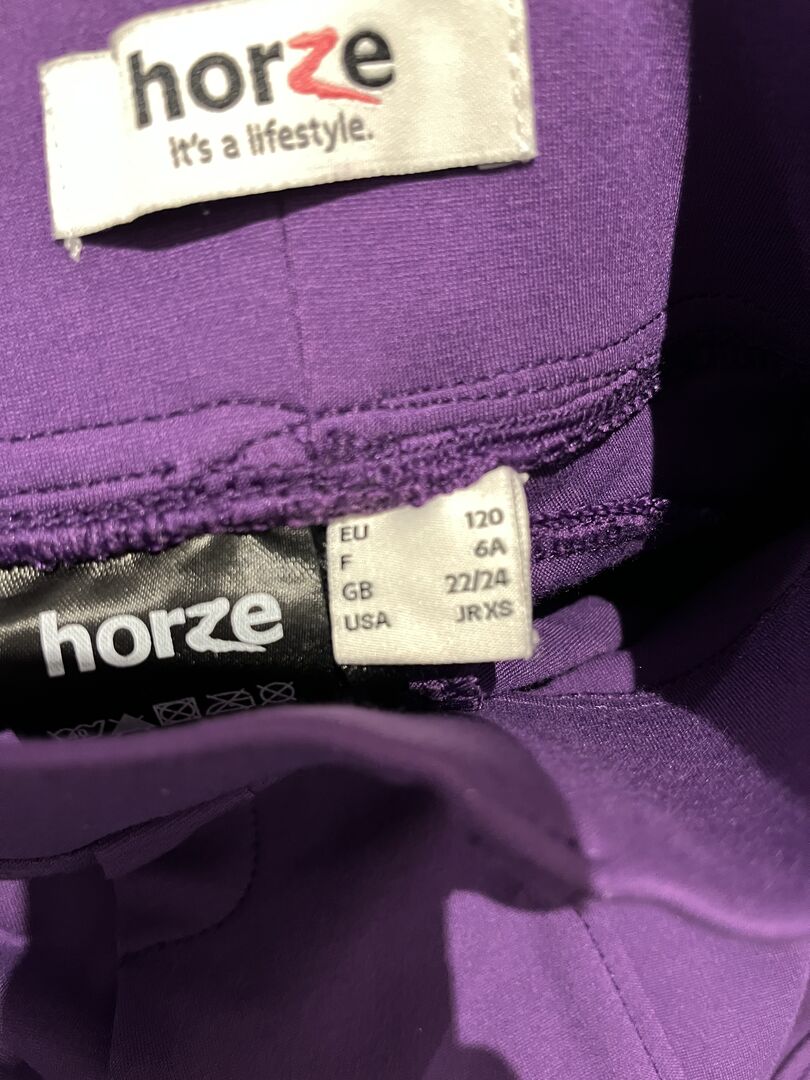 horze
It's a lifestyle.
EU 120
F 6A
GB 22/24
USA JRXS
horze